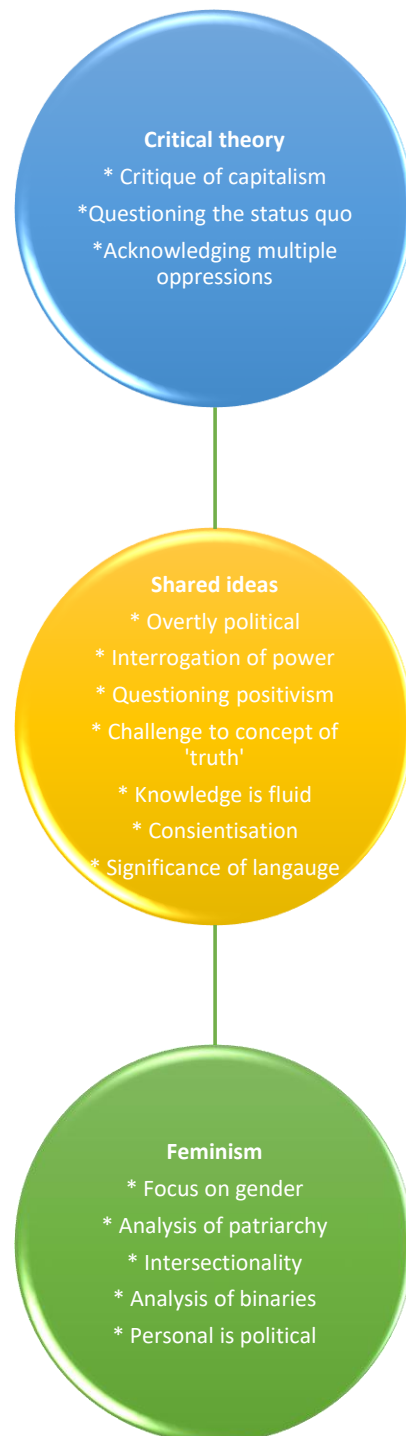 Critical theory
* Critique of capitalism
*Questioning the status quo
*Acknowledging multiple
oppressions
Shared ideas
* Overtly political
* Interrogation of power
* Questioning positivism
* Challenge to concept of
'truth'
* Knowledge is fluid
* Consientisation
* Significance of langauge
Feminism
* Focus on gender
* Analysis of patriarchy
* Intersectionality
* Analysis of binaries
* Personal is political